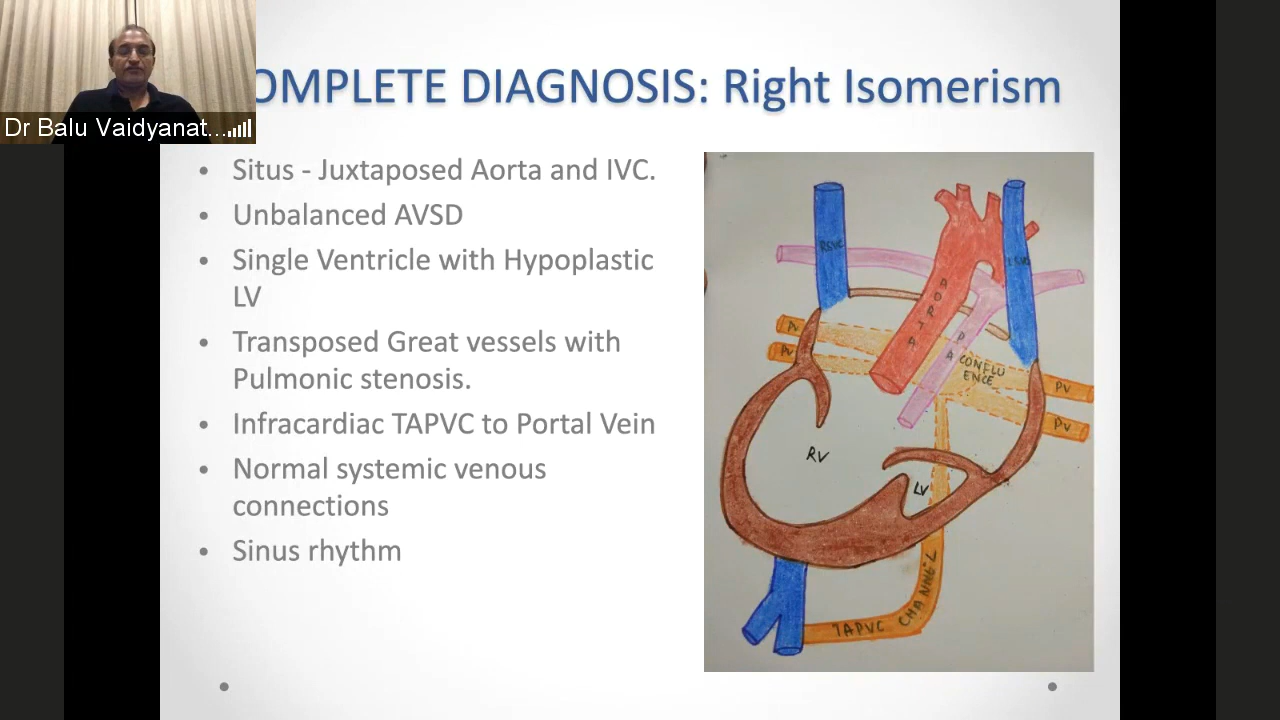 OMPLETE DIAGNOSIS: Right Isomerism
Dr Balu Vaidyanat...
• Situs - Juxtaposed Aorta and IVC.
• Unbalanced AVSD
• Single Ventricle with Hypoplastic
LV
• Transposed Great vessels with
Pulmonic stenosis.
• Infracardiac TAPVC to Portal Vein
• Normal systemic venous
connections
• Sinus rhythm
RSVC
AORTA
PA
PV
PV
CONFLU
ENCE
PV
PV
RV
LV
TAPVC CHANNEL